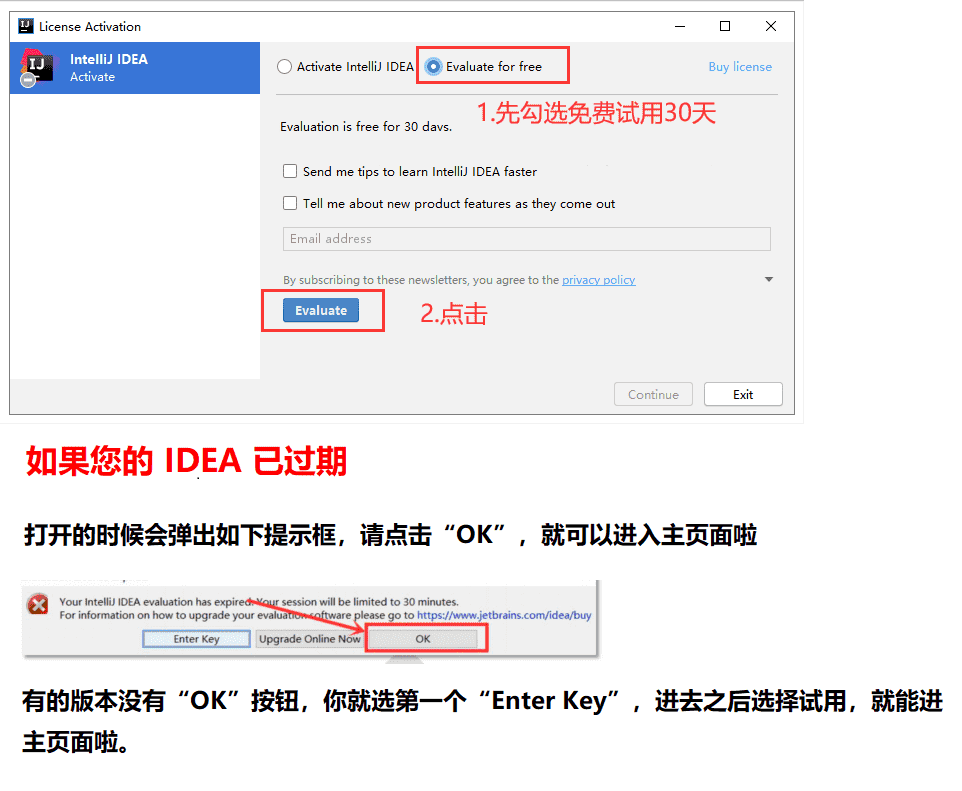 License Activation
IntelliJ IDEA
Activate
Activate IntelliJ IDEA
Evaluate for free
Buy license
1.先勾选免费试用30天
Evaluation is free for 30 days.
Send me tips to learn IntelliJ IDEA faster
Tell me about new product features as they come out
Email address
By subscribing to these newsletters, you agree to the privacy policy
Evaluate
2.点击
Continue
Exit
如果您的 IDEA 已过期
打开的时候会弹出如下提示框，请点击“OK”，就可以进入主页面啦
Your IntelliJ IDEA evaluation has expired. Your session will be limited to 30 minutes.
For information on how to upgrade your evaluation software please go to https://www.jetbrains.com/idea/buy
Enter Key
Upgrade Online Now
OK
有的版本没有“OK”按钮，你就选第一个“Enter Key”，进去之后选择试用，就能进
主页面啦。